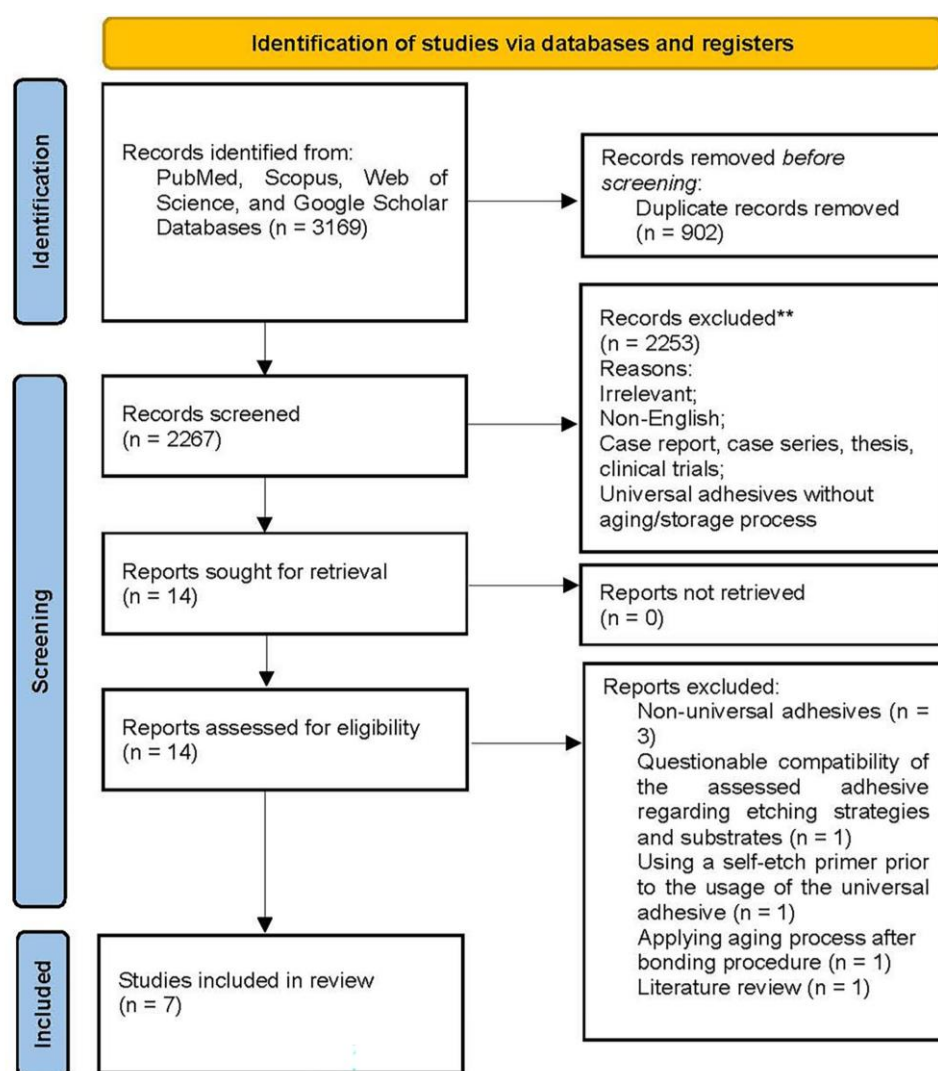 Identification of studies via databases and registers
Identification
Records identified from:
PubMed, Scopus, Web of
Science, and Google Scholar
Databases (n = 3169)
Records removed before
screening:
Duplicate records removed
(n = 902)
Screening
Records screened
(n = 2267)
Records excluded**
(n = 2253)
Reasons:
Irrelevant;
Non-English;
Case report, case series, thesis,
clinical trials;
Universal adhesives without
aging/storage process
Reports sought for retrieval
(n = 14)
Reports not retrieved
(n = 0)
Reports assessed for eligibility
(n = 14)
Reports excluded:
Non-universal adhesives (n =
3)
Questionable compatibility of
the assessed adhesive
regarding etching strategies
and substrates (n = 1)
Using a self-etch primer prior
to the usage of the universal
adhesive (n = 1)
Applying aging process after
bonding procedure (n = 1)
Literature review (n = 1)
Included
Studies included in review
(n = 7)